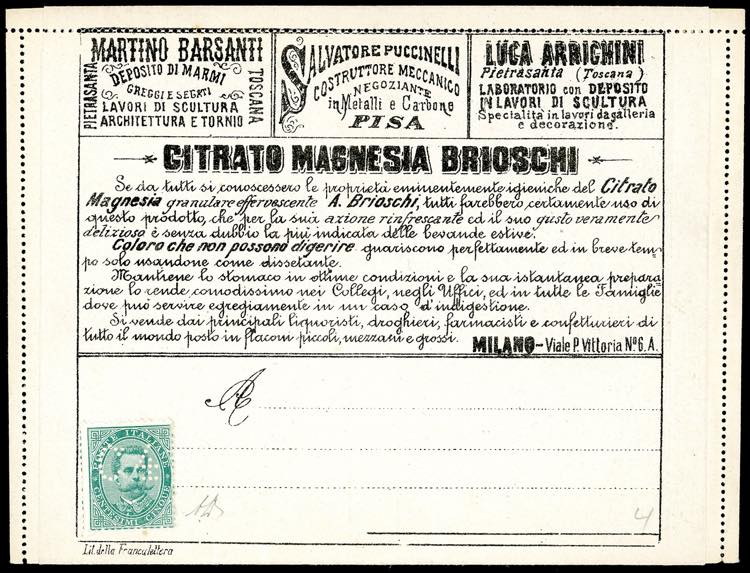 MARTINO BARSANTI
PIETRASANTA
DEPOSITO DI MARMI
GREGGI E SEGATI
LAVORI DI SCULTURA
ARCHITETTURA E TORNIO
TOSCANA
SALVATORE PUCCINELLI
COSTRUTTORE MECCANICO
NEGOZIANTE
in Metalli e Carbone
PISA
LUCA ARRIGHINI
Pietrasanta (Toscana)
LABORATORIO con DEPOSITO
IN LAVORI DI SCULTURA
Specialità in lavori da galleria
e decorazione.
CITRATO MAGNESIA BRIOSCHI
Se da tutti si conoscessero le proprietà eminentemente igieniche del Citrato
Magnesia granulare effervescente A. Brioschi, tutti farebbero certamente uso di
questo prodotto, che per la sua azione rinfrescante ed il suo gusto veramente
delizioso è senza dubbio la più indicata delle bevande estive.
Coloro che non possono digerire guariscono perfettamente ed in breve tem-
po solo usandone come dissetante.
Mantiene lo stomaco in ottime condizioni e la sua istantanea prepara-
zione lo rende comodissimo nei Collegi, negli Uffici, ed in tutte le Famiglie
dove può servire egregiamente in un caso d'indigestione.
Si vende dai principali liquoristi, droghieri, farmacisti e confetturieri di
tutto il mondo posto in flaconi piccoli, mezzani e grossi.
MILANO - Viale P. Vittoria Nº 6. A.
A
POSTE ITALIANE
CENTESIMI CINQUE
4
Lit. della Francolettera